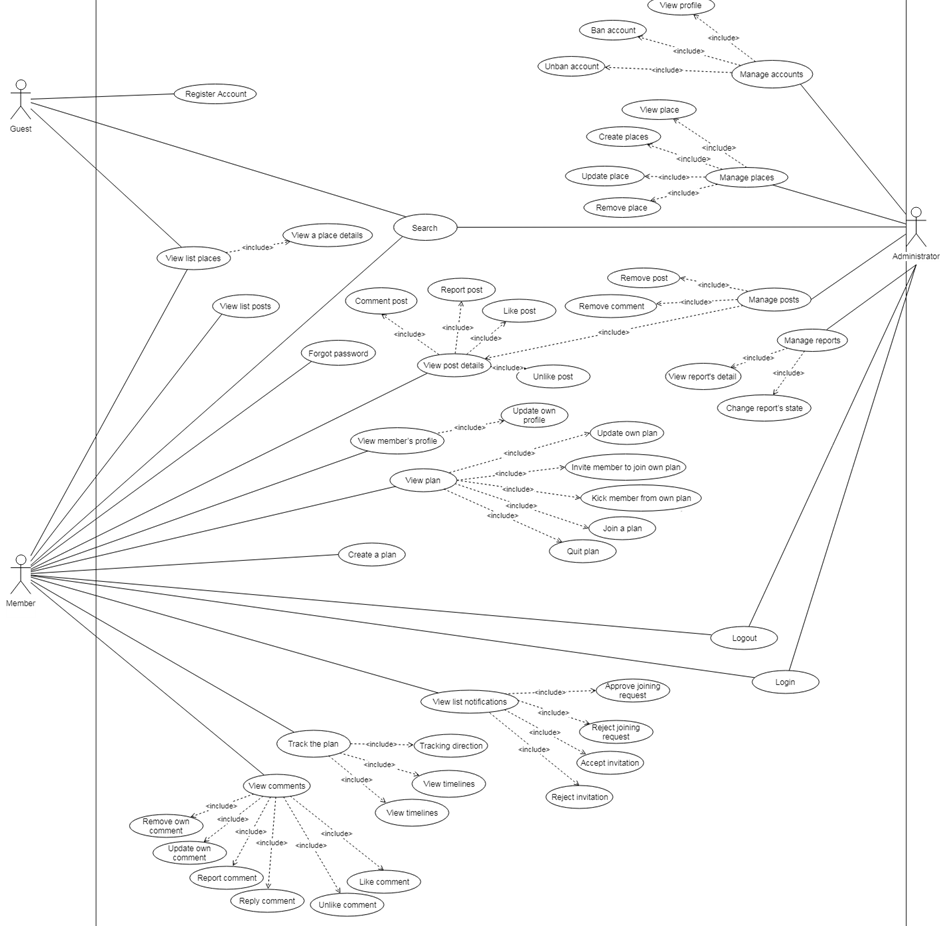 View profile
Ban account
<include>
<include>
Unban account
<include>
Manage accounts
Register Account
Guest
View place
Create places
<include>
<include>
Update place
<include>
Manage places
<include>
Remove place
Search
View a place details
<include>
View list places
Administrator
Remove post
<include>
Report post
Comment post
View list posts
Like post
Remove comment
<include>
Manage posts
<include>
<include>
<include>
<include>
Manage reports
Forgot password
View post details
<include>
<include>
View report's detail
Unlike post
<include>
Change report's state
Update own
profile
<include>
View member's profile
Update own plan
<include>
Invite member to join own plan
<include>
View plan
<include>
Kick member from own plan
<include>
<include>
Join a plan
Quit plan
Create a plan
Member
Logout
Login
Approve joining
request
<include>
View list notifications
<include>
Reject joining
request
<include>
Track the plan
<include>
Tracking direction
<include>
Accept invitation
<include>
View timelines
<include>
View comments
Reject invitation
View timelines
<include>
Remove own
comment
<include>
<include>
<include>
<include>
<include>
Update own
comment
Report comment
Like comment
Reply comment
Unlike comment